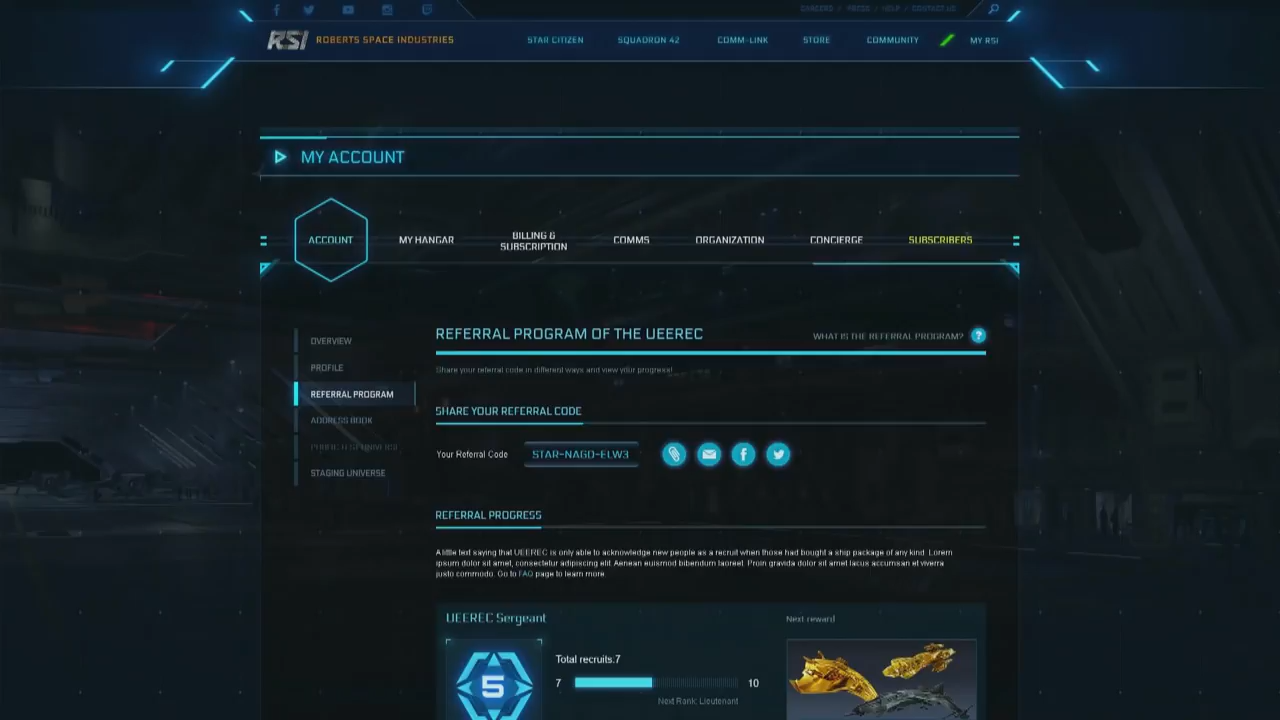 CAREERS / PRESS / HELP / CONTACT US
RSI ROBERTS SPACE INDUSTRIES
STAR CITIZEN SQUADRON 42 COMM-LINK STORE COMMUNITY MY RSI
MY ACCOUNT
ACCOUNT MY HANGAR BILLING & SUBSCRIPTION COMMS ORGANIZATION CONCIERGE SUBSCRIBERS
OVERVIEW
PROFILE
REFERRAL PROGRAM
ADDRESS BOOK
STAGING UNIVERSE
REFERRAL PROGRAM OF THE UEEREC
WHAT IS THE REFERRAL PROGRAM? ?
Share your referral code in different ways and view your progress!
SHARE YOUR REFERRAL CODE
Your Referral Code STAR-NAGD-ELW3
REFERRAL PROGRESS
A little text saying that UEEREC is only able to acknowledge new people as a recruit when those had bought a ship package of any kind. Lorem
ipsum dolor sit amet, consectetur adipiscing elit. Aenean euismod bibendum laoreet. Proin gravida dolor sit amet lacus accumsan et viverra
justo commodo. Go to FAQ page to learn more.
UEEREC Sergeant
Next reward
5
Total recruits:7
7 10
Next Rank: Lieutenant